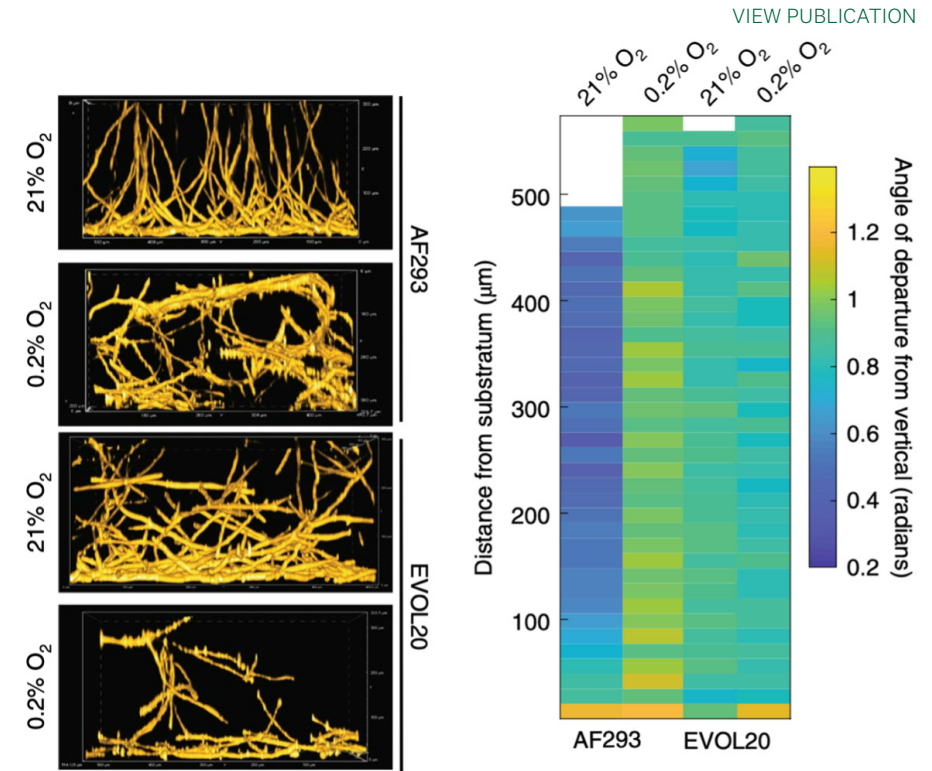 VIEW PUBLICATION
21% O₂
0.2% O₂
21% O₂
0.2% O₂
AF293
EVOL20
21% O₂ 0.2% O₂ 21% O₂ 0.2% O₂
Distance from substratum (μm)
500
400
300
200
100
AF293 EVOL20
1.2
1
0.8
0.6
0.4
0.2
Angle of departure from vertical (radians)